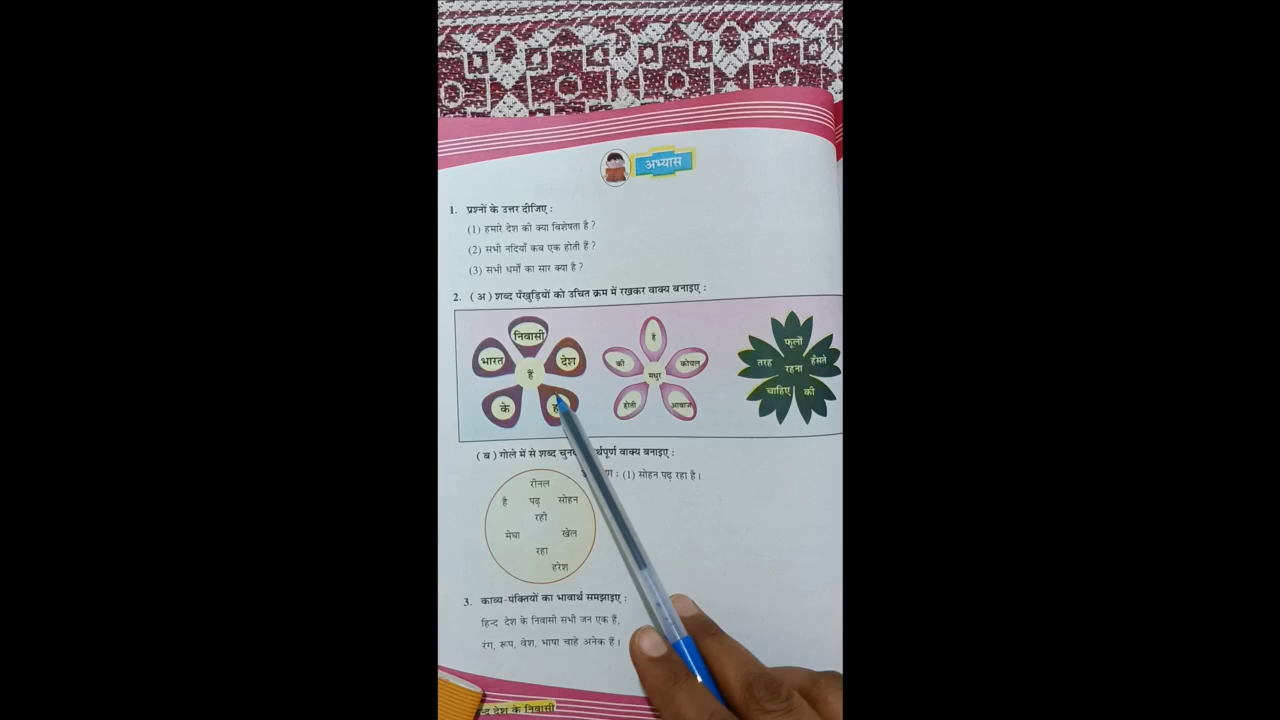 अभ्यास
1. प्रश्नों के उत्तर दीजिए :
(1) हमारे देश की क्या विशेषता है ?
(2) सभी नदियाँ कब एक होती हैं ?
(3) सभी धर्मों का सार क्या है ?
2. ( अ ) शब्द पँखुड़ियों को उचित क्रम में रखकर वाक्य बनाइए :
निवासी
भारत
देश
हैं
के
है
की
कोयल
मधुर
होती
आवाज
फूलों
तरह
हँसते
रहना
चाहिए
की
( ब ) गोले में से शब्द
वाक्य बनाइए :
(1) सोहन पढ़ रहा है।
रीनल
है
पढ़
सोहन
रही
मेघा
खेल
रहा
हरेश
3. काव्य-पंक्तियों का भावार्थ समझाइए :
हिन्द देश के निवासी सभी जन एक हैं,
रंग, रूप, वेश, भाषा चाहे अनेक हैं।
देश के निवासी